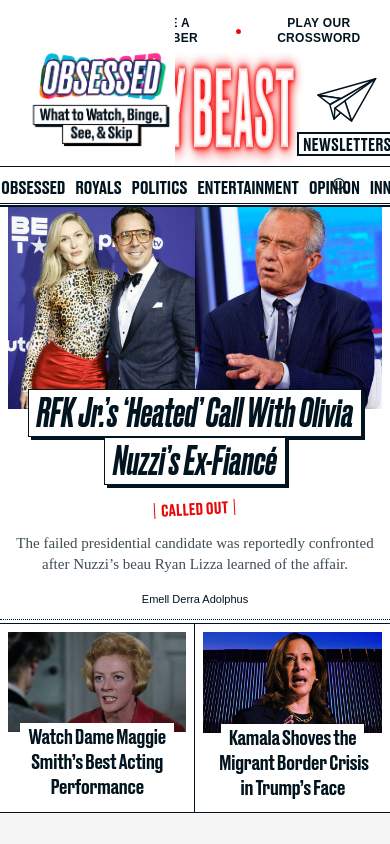 E A
BER
PLAY OUR
CROSSWORD
OBSESSED
What to Watch, Binge,
See, & Skip
Y BEAST
NEWSLETTERS
OBSESSED ROYALS POLITICS ENTERTAINMENT OPINION INN
RFK Jr.’s ‘Heated’ Call With Olivia
Nuzzi’s Ex-Fiancé
CALLED OUT
The failed presidential candidate was reportedly confronted
after Nuzzi’s beau Ryan Lizza learned of the affair.
Emell Derra Adolphus
Watch Dame Maggie
Smith’s Best Acting
Performance
Kamala Shoves the
Migrant Border Crisis
in Trump’s Face